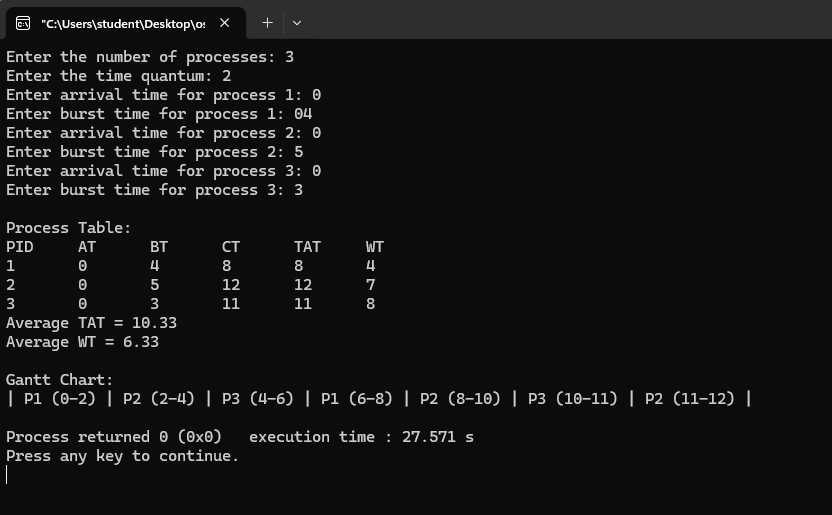 "C:\Users\student\Desktop\os
Enter the number of processes: 3
Enter the time quantum: 2
Enter arrival time for process 1: 0
Enter burst time for process 1: 04
Enter arrival time for process 2: 0
Enter burst time for process 2: 5
Enter arrival time for process 3: 0
Enter burst time for process 3: 3
Process Table:
PID AT BT CT TAT WT
1 0 4 8 8 4
2 0 5 12 12 7
3 0 3 11 11 8
Average TAT = 10.33
Average WT = 6.33
Gantt Chart:
| P1 (0-2) | P2 (2-4) | P3 (4-6) | P1 (6-8) | P2 (8-10) | P3 (10-11) | P2 (11-12) |
Process returned 0 (0x0) execution time : 27.571 s
Press any key to continue.